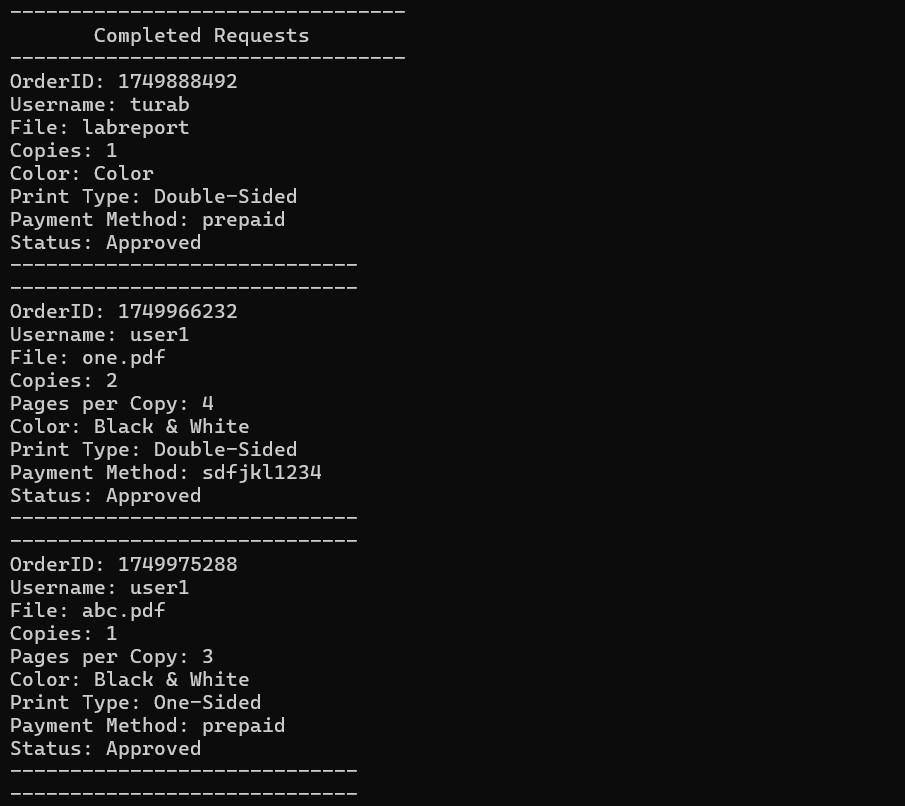 ---------------------------------
Completed Requests
---------------------------------
OrderID: 1749888492
Username: turab
File: labreport
Copies: 1
Color: Color
Print Type: Double-Sided
Payment Method: prepaid
Status: Approved
-----------------------------
-----------------------------
OrderID: 1749966232
Username: user1
File: one.pdf
Copies: 2
Pages per Copy: 4
Color: Black & White
Print Type: Double-Sided
Payment Method: sdfjkl1234
Status: Approved
-----------------------------
-----------------------------
OrderID: 1749975288
Username: user1
File: abc.pdf
Copies: 1
Pages per Copy: 3
Color: Black & White
Print Type: One-Sided
Payment Method: prepaid
Status: Approved
-----------------------------
-----------------------------